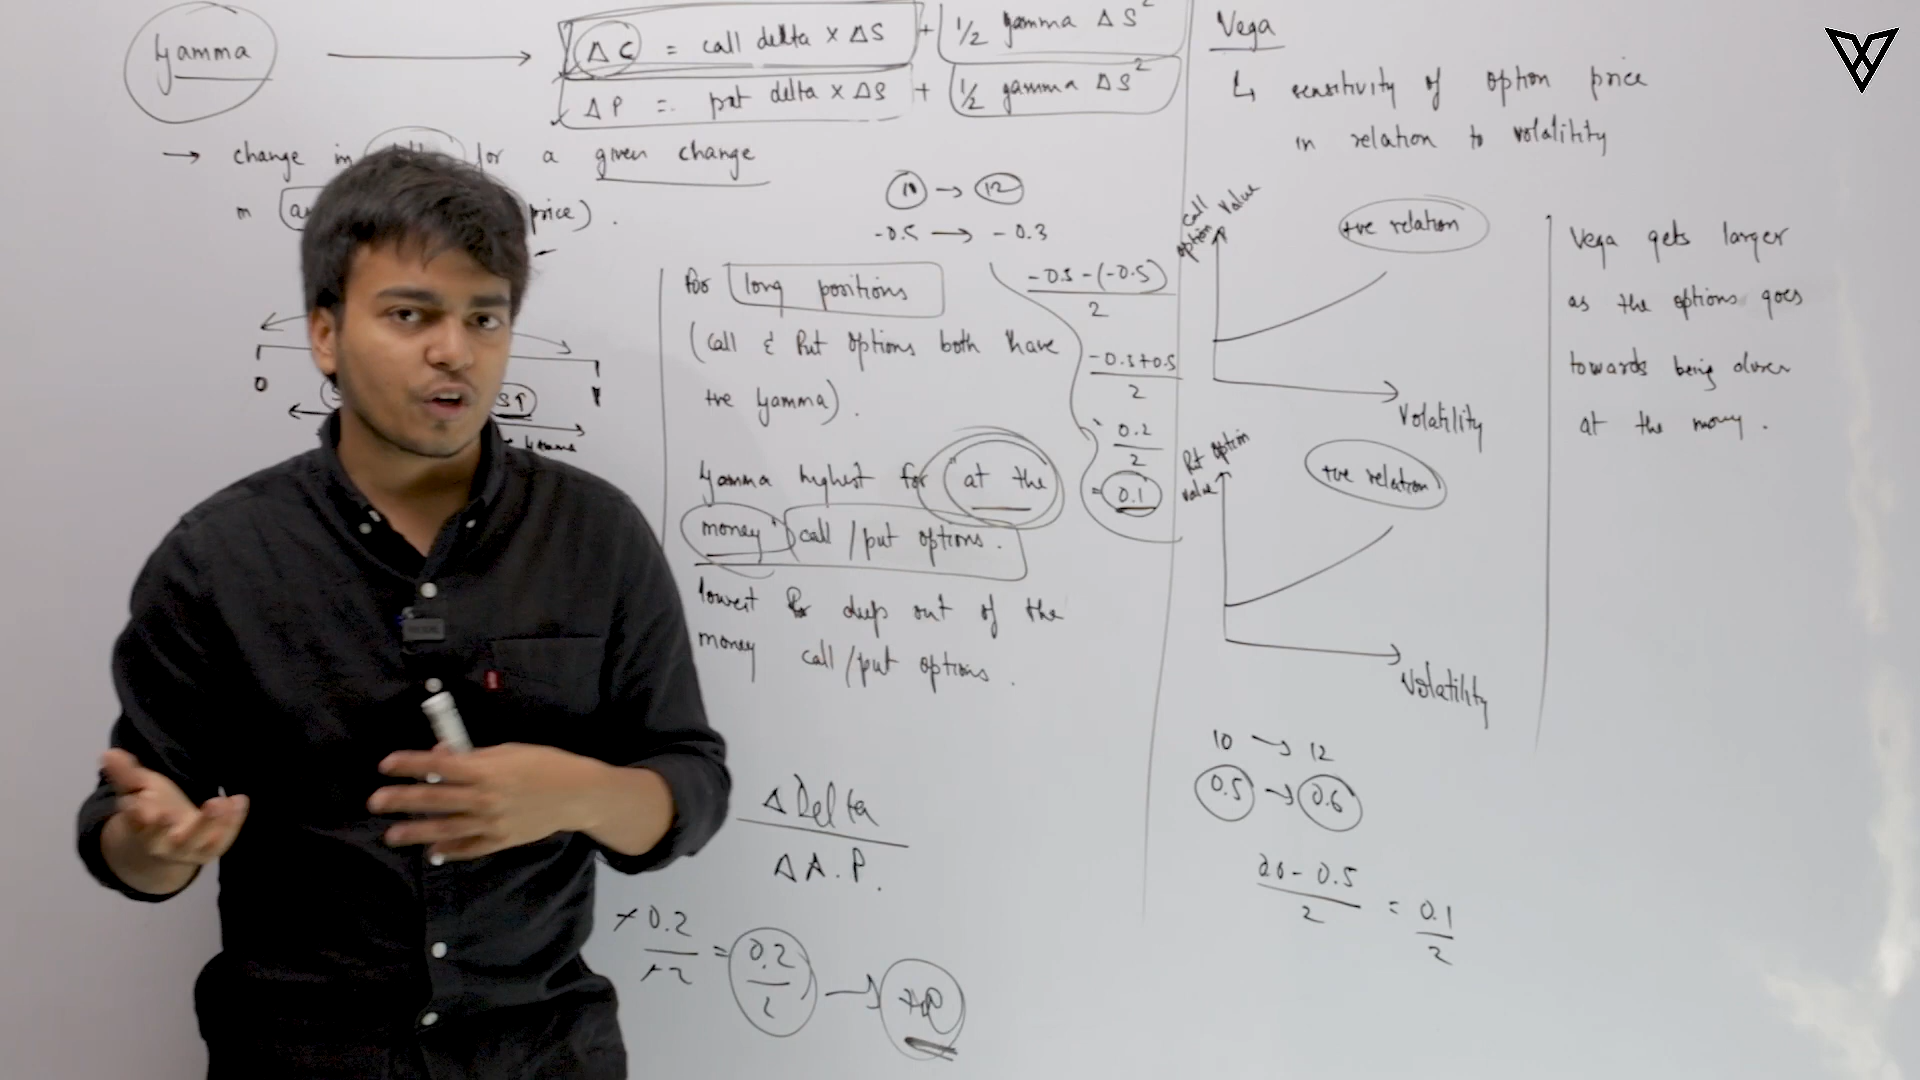 Gamma
ΔC = call delta x ΔS + 1/2 gamma ΔS²
ΔP = put delta x ΔS + 1/2 gamma ΔS²
→ change in for a given change
in price).
0
ST
10 → 12
-0.5 → -0.3
For long positions
(Call & Put options both have
+ve Gamma).
Gamma highest for "at the
money" call/put options.
lowest for deep out of the
money call/put options.
-0.3-(-0.5)
2
-0.3+0.5
2
0.2
2
= 0.1
Δ Delta
Δ A.P.
0.2
= 0.2
2
Vega
↳ sensitivity of option price
in relation to volatility
Call
option value
+ve relation
Volatility
Put option
value
+ve relation
Volatility
Vega gets larger
as the options goes
towards being closer
at the money.
10 → 12
0.5 → 0.6
- 0.5
2
= 0.1
2